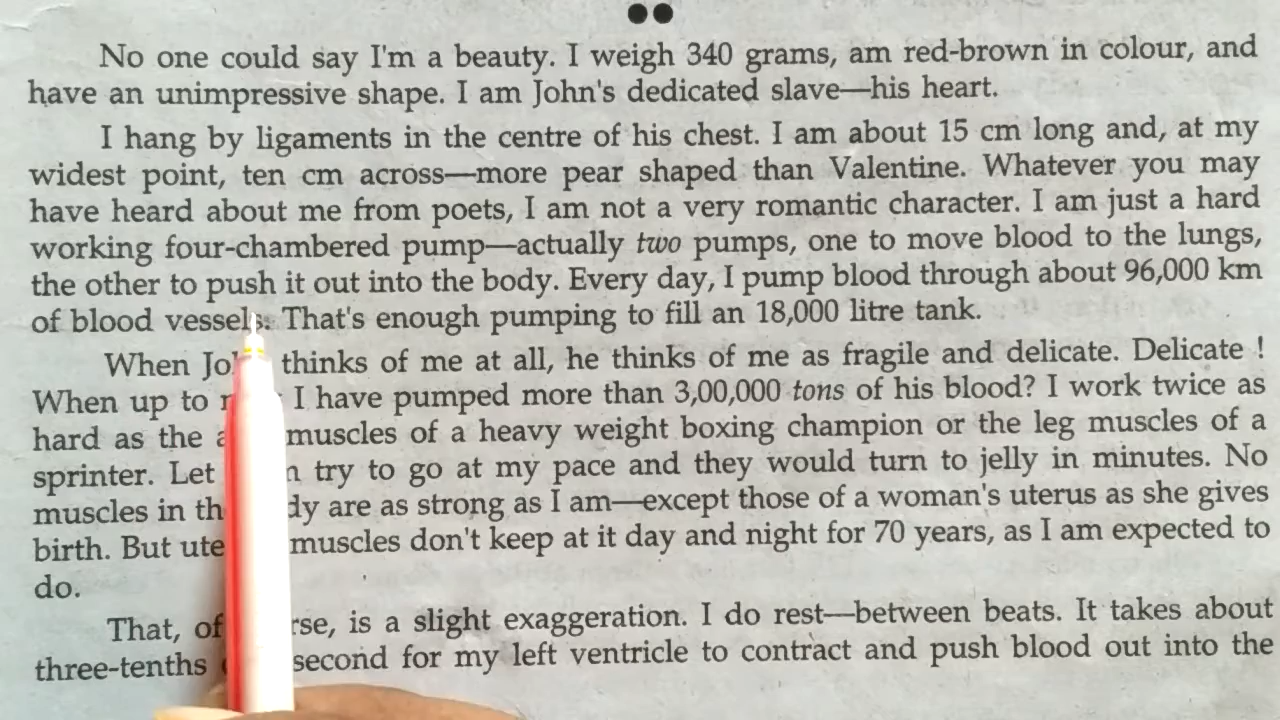 No one could say I'm a beauty. I weigh 340 grams, am red-brown in colour, and
have an unimpressive shape. I am John's dedicated slave—his heart.
I hang by ligaments in the centre of his chest. I am about 15 cm long and, at my
widest point, ten cm across—more pear shaped than Valentine. Whatever you may
have heard about me from poets, I am not a very romantic character. I am just a hard
working four-chambered pump—actually two pumps, one to move blood to the lungs,
the other to push it out into the body. Every day, I pump blood through about 96,000 km
of blood vessels. That's enough pumping to fill an 18,000 litre tank.
When thinks of me at all, he thinks of me as fragile and delicate. Delicate !
When up to I have pumped more than 3,00,000 tons of his blood? I work twice as
hard as the muscles of a heavy weight boxing champion or the leg muscles of a
sprinter. Let try to go at my pace and they would turn to jelly in minutes. No
muscles in are as strong as I am—except those of a woman's uterus as she gives
birth. But muscles don't keep at it day and night for 70 years, as I am expected to
do.
That, is a slight exaggeration. I do rest—between beats. It takes about
three-tenths second for my left ventricle to contract and push blood out into the